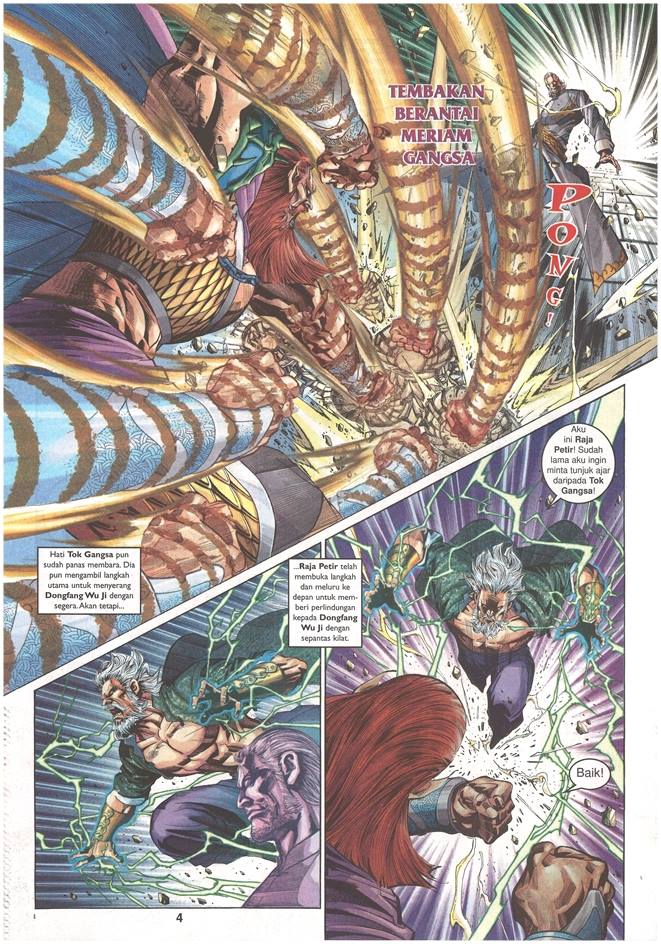 TEMBAKAN
BERANTAI
MERIAM
GANGSA
PONG!
Hati Tok Gangsa pun
sudah panas membara. Dia
pun mengambil langkah
utama untuk menyerang
Dongfang Wu Ji dengan
segera. Akan tetapi...
...Raja Petir telah
membuka langkah
dan meluru ke
depan untuk mem-
beri perlindungan
kepada Dongfang
Wu Ji dengan
sepantas kilat.
Aku
ini Raja
Petir! Sudah
lama aku ingin
minta tunjuk ajar
daripada Tok
Gangsa!
Baik!
4